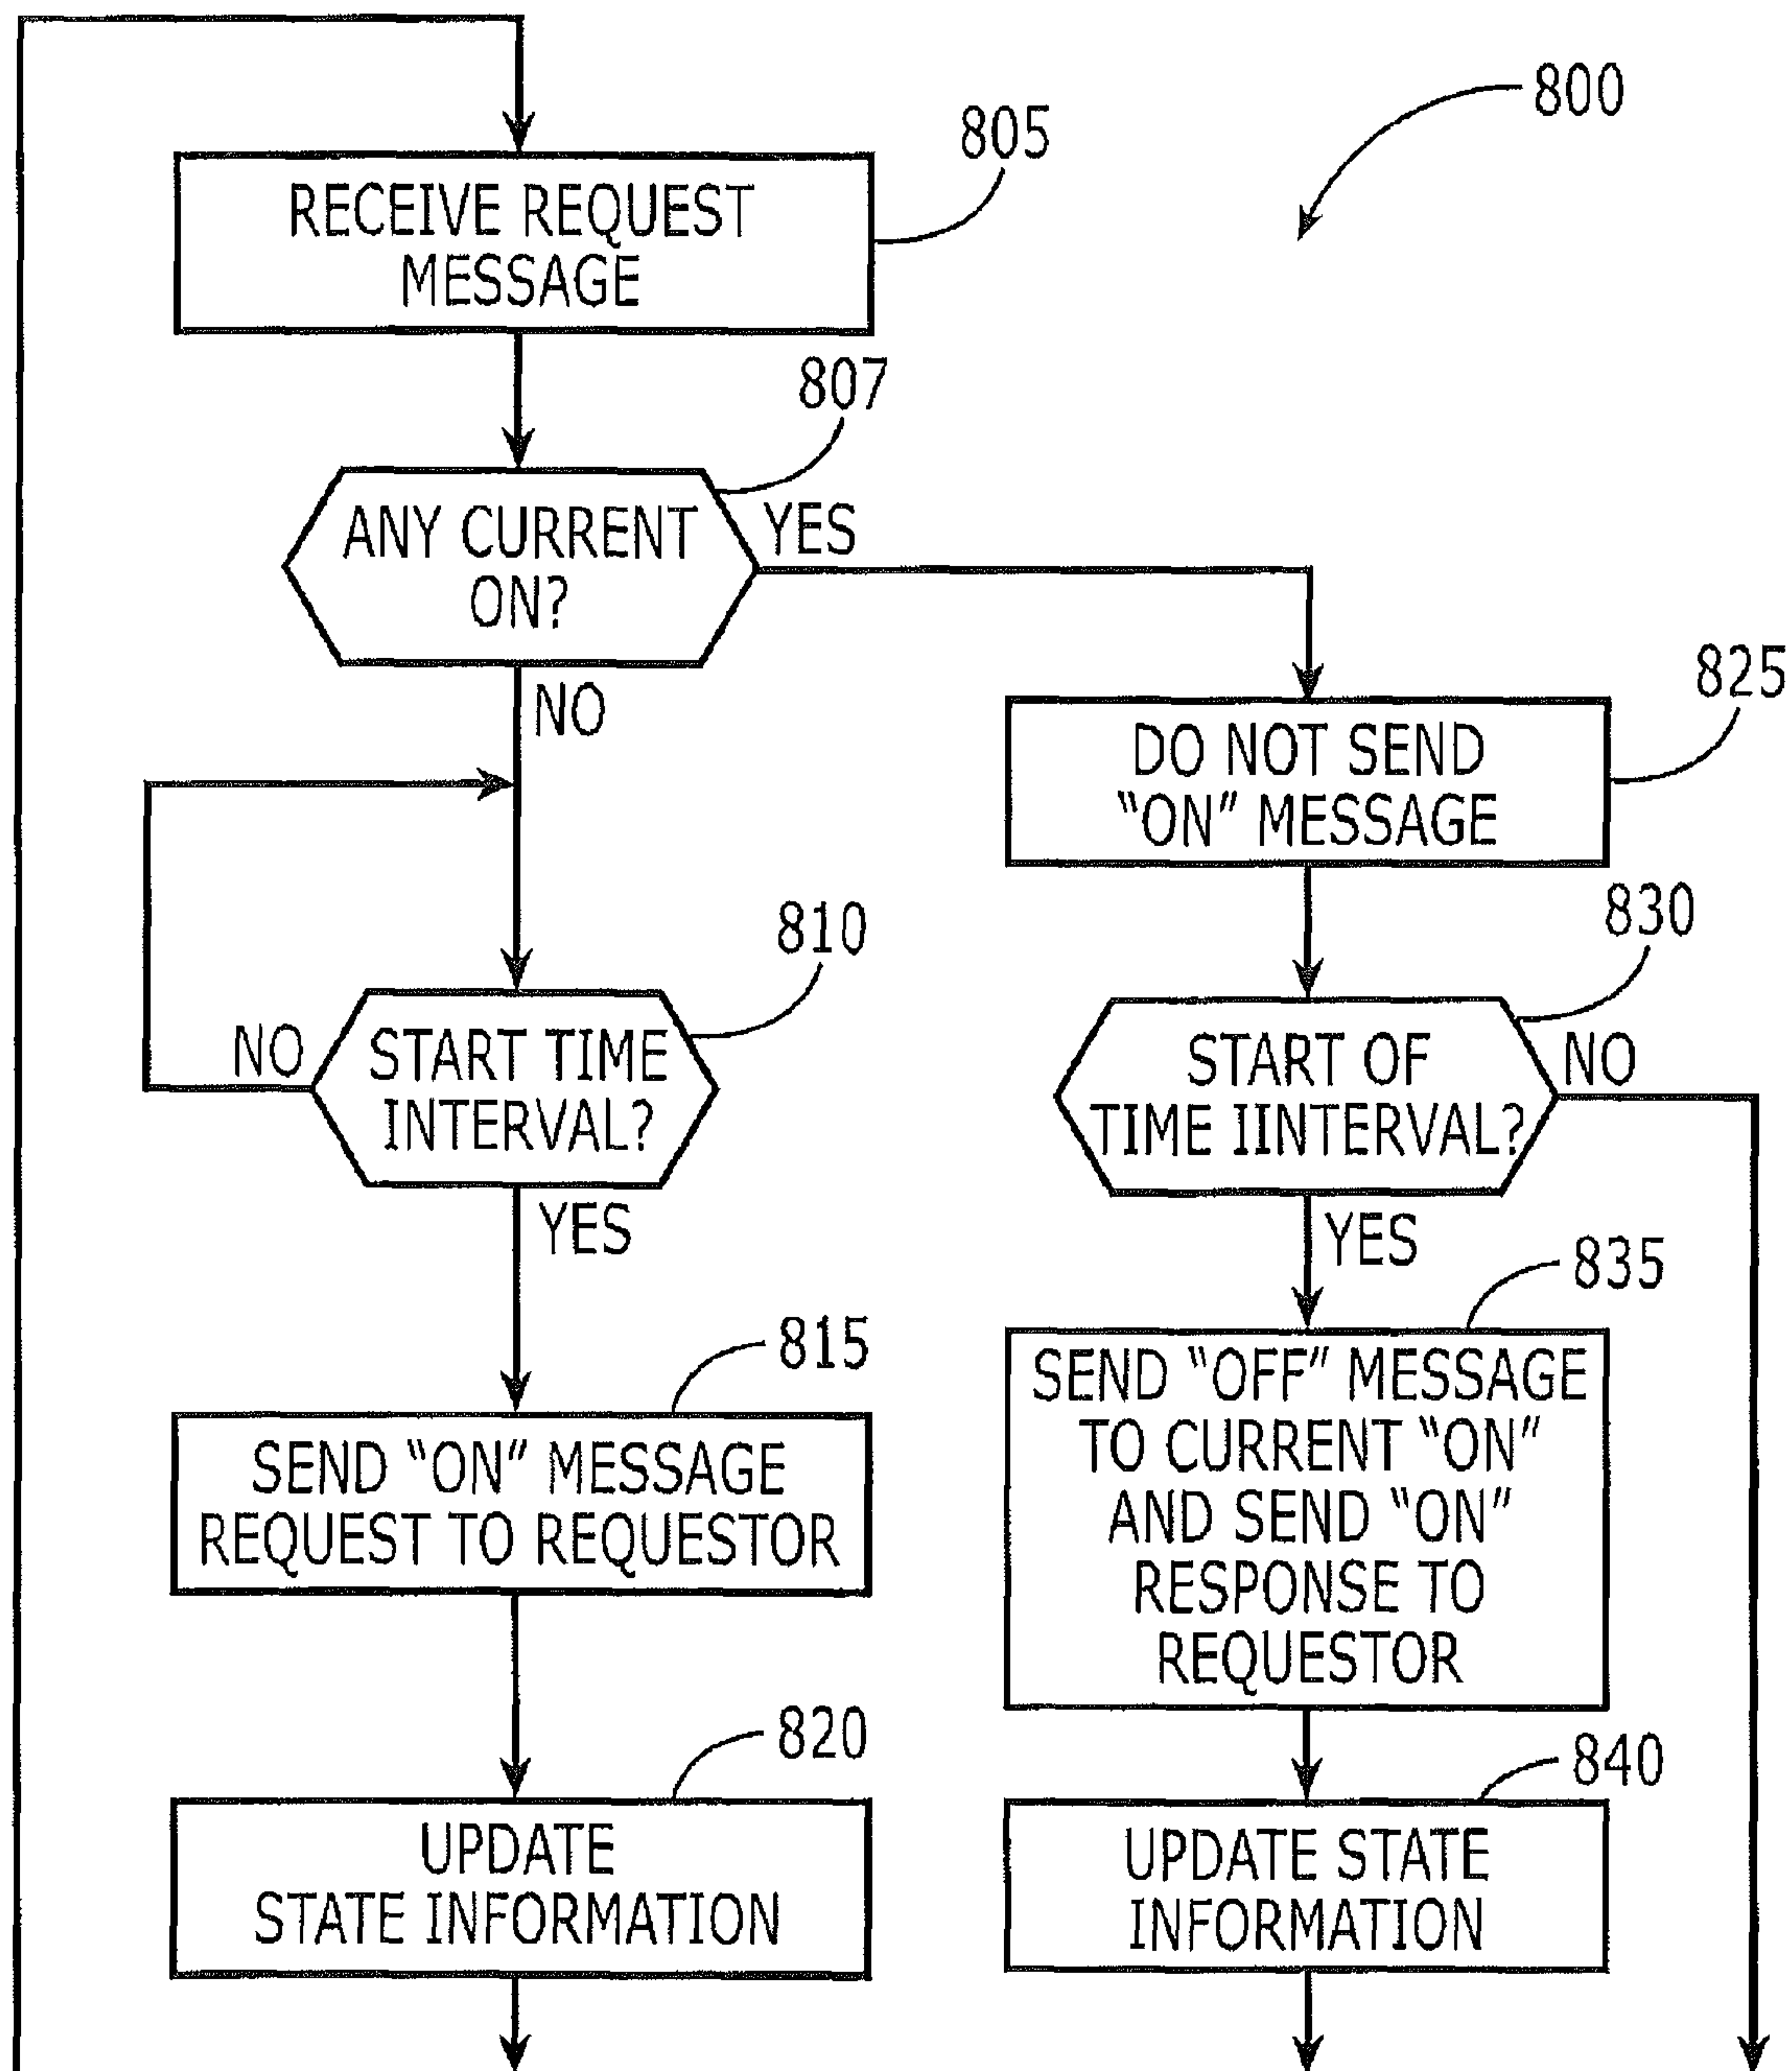 800
805
RECEIVE REQUEST
MESSAGE
807
ANY CURRENT
ON?
YES
NO
825
DO NOT SEND
“ON” MESSAGE
810
START TIME
INTERVAL?
NO
YES
830
START OF
TIME IINTERVAL?
NO
YES
815
SEND “ON” MESSAGE
REQUEST TO REQUESTOR
835
SEND “OFF” MESSAGE
TO CURRENT “ON”
AND SEND “ON”
RESPONSE TO
REQUESTOR
820
UPDATE
STATE INFORMATION
840
UPDATE STATE
INFORMATION